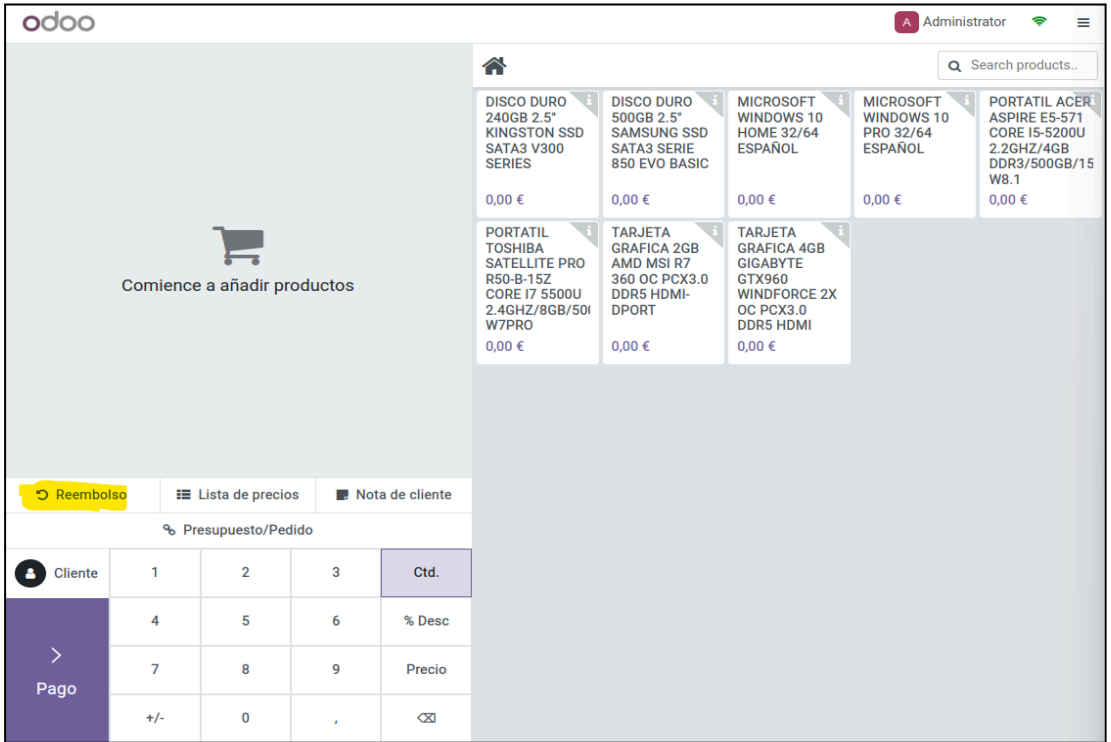 odoo
A Administrator
Search products..
DISCO DURO
240GB 2.5"
KINGSTON SSD
SATA3 V300
SERIES
0,00 €
DISCO DURO
500GB 2.5"
SAMSUNG SSD
SATA3 SERIE
850 EVO BASIC
0,00 €
MICROSOFT
WINDOWS 10
HOME 32/64
ESPAÑOL
0,00 €
MICROSOFT
WINDOWS 10
PRO 32/64
ESPAÑOL
0,00 €
PORTATIL ACER
ASPIRE E5-571
CORE I5-5200U
2.2GHZ/4GB
DDR3/500GB/15
W8.1
0,00 €
PORTATIL
TOSHIBA
SATELLITE PRO
R50-B-15Z
CORE I7 5500U
2.4GHZ/8GB/500
W7PRO
0,00 €
TARJETA
GRAFICA 2GB
AMD MSI R7
360 OC PCX3.0
DDR5 HDMI-
DPORT
0,00 €
TARJETA
GRAFICA 4GB
GIGABYTE
GTX960
WINDFORCE 2X
OC PCX3.0
DDR5 HDMI
0,00 €
Comience a añadir productos
Reembolso Lista de precios Nota de cliente
Presupuesto/Pedido
Cliente 1 2 3 Ctd.
4 5 6 % Desc
Pago
7 8 9 Precio
+/- 0 ,